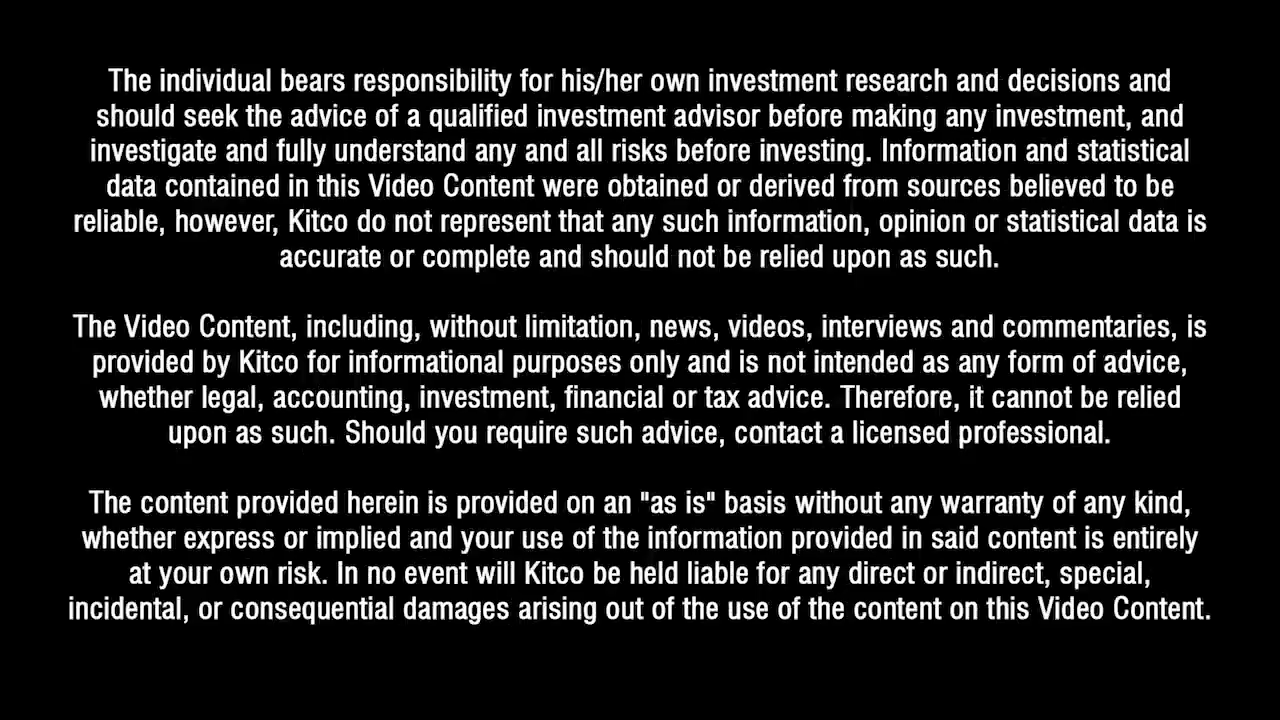 The individual bears responsibility for his/her own investment research and decisions and
should seek the advice of a qualified investment advisor before making any investment, and
investigate and fully understand any and all risks before investing. Information and statistical
data contained in this Video Content were obtained or derived from sources believed to be
reliable, however, Kitco do not represent that any such information, opinion or statistical data is
accurate or complete and should not be relied upon as such.
The Video Content, including, without limitation, news, videos, interviews and commentaries, is
provided by Kitco for informational purposes only and is not intended as any form of advice,
whether legal, accounting, investment, financial or tax advice. Therefore, it cannot be relied
upon as such. Should you require such advice, contact a licensed professional.
The content provided herein is provided on an "as is" basis without any warranty of any kind,
whether express or implied and your use of the information provided in said content is entirely
at your own risk. In no event will Kitco be held liable for any direct or indirect, special,
incidental, or consequential damages arising out of the use of the content on this Video Content.